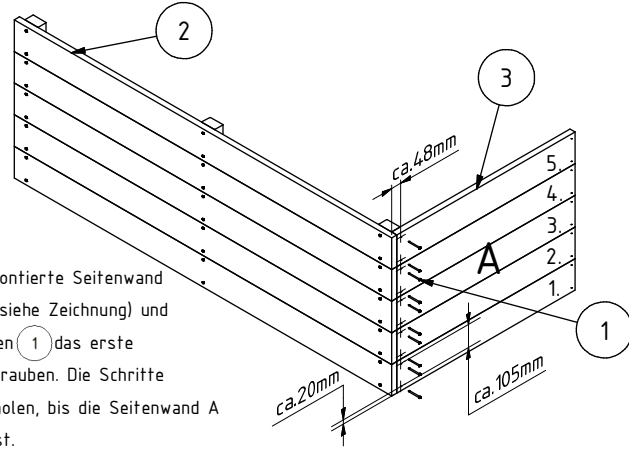 2
3
ca.48mm
5.
4.
3.
2.
1.
A
1
ca.20mm
ca.105mm
ontierte Seitenwand
siehe Zeichnung) und
en 1 das erste
rauben. Die Schritte
olen, bis die Seitenwand A
st.